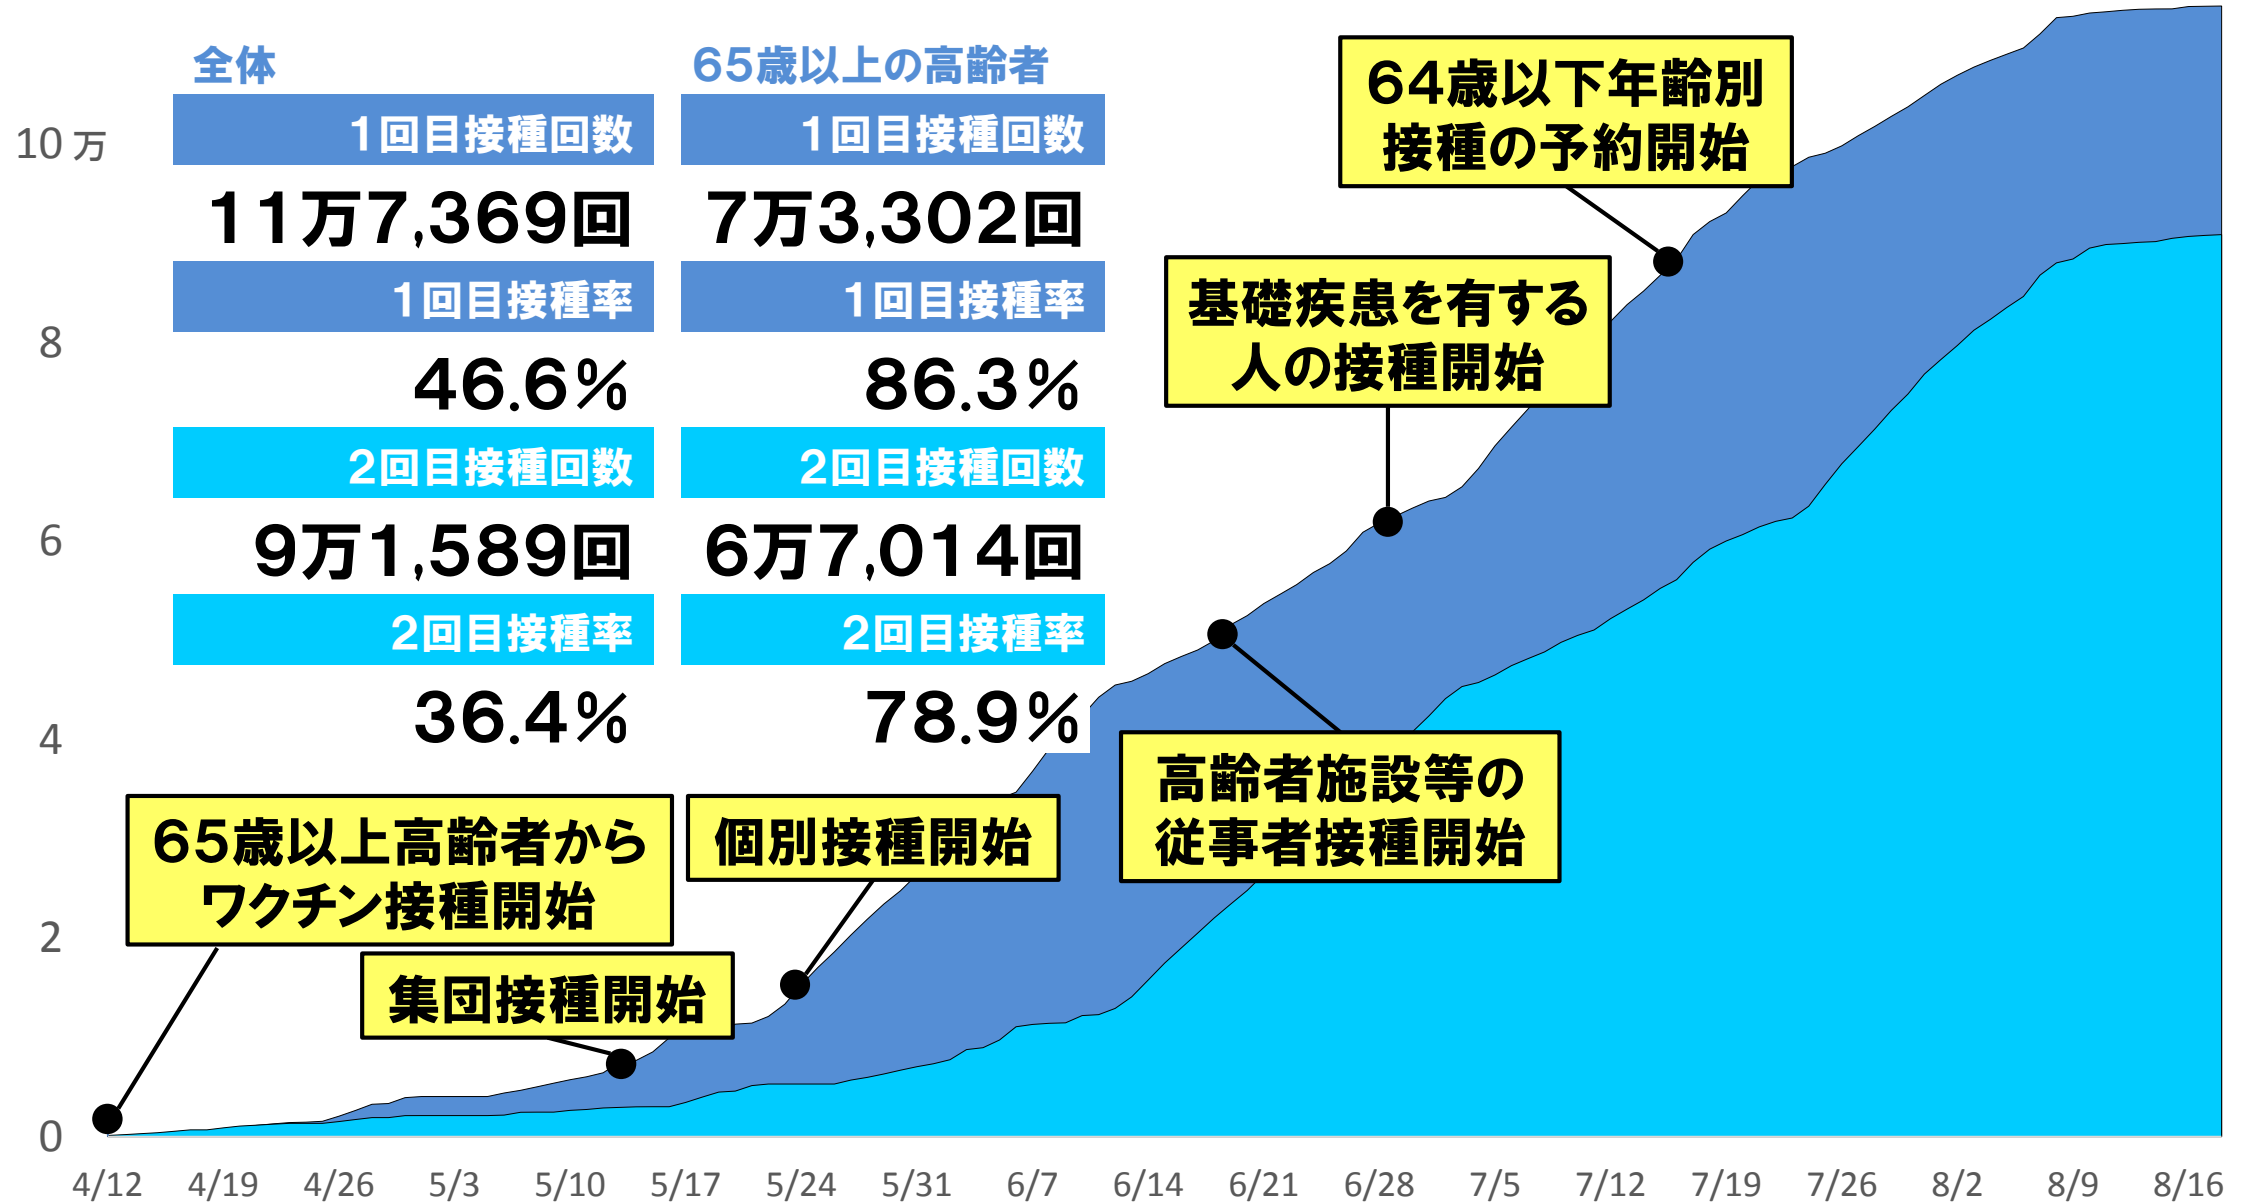 全体
1回目接種回数
11万7,369回
1回目接種率
46.6%
2回目接種回数
9万1,589回
2回目接種率
36.4%
65歳以上の高齢者
1回目接種回数
7万3,302回
1回目接種率
86.3%
2回目接種回数
6万7,014回
2回目接種率
78.9%
64歳以下年齢別
接種の予約開始
基礎疾患を有する
人の接種開始
高齢者施設等の
従事者接種開始
個別接種開始
65歳以上高齢者から
ワクチン接種開始
集団接種開始
10万
8
6
4
2
0
4/12 4/19 4/26 5/3 5/10 5/17 5/24 5/31 6/7 6/14 6/21 6/28 7/5 7/12 7/19 7/26 8/2 8/9 8/16